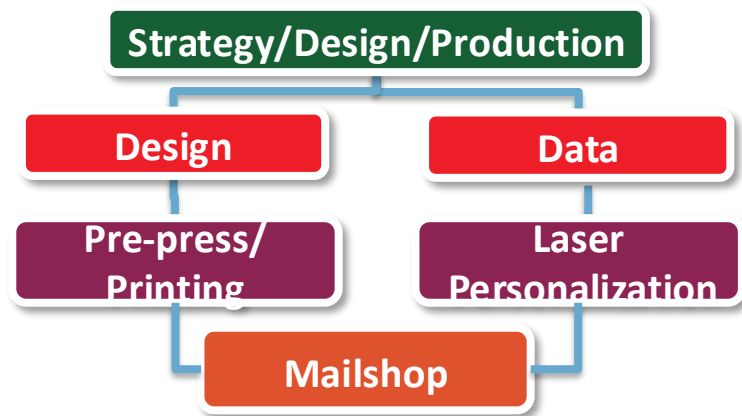 Strategy/Design/Production
Design
Data
Pre-press/
Printing
Laser
Personalization
Mailshop